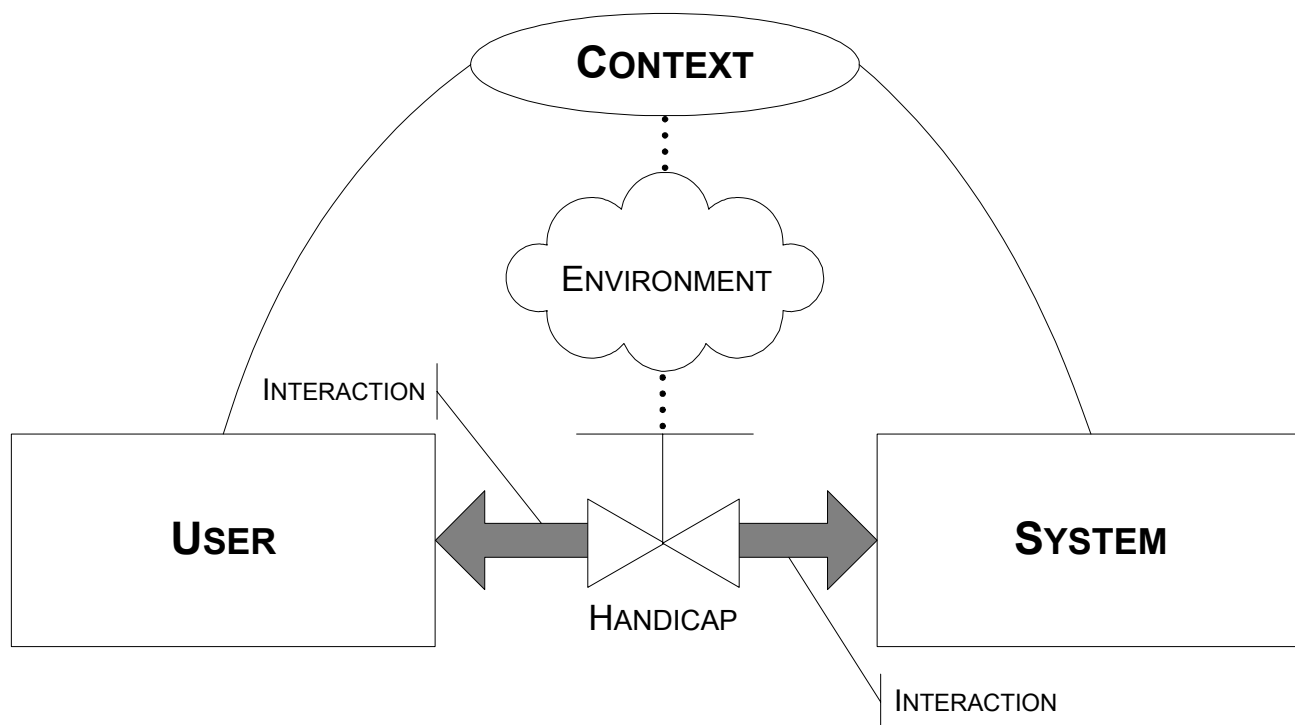 CONTEXT
ENVIRONMENT
INTERACTION
USER
SYSTEM
HANDICAP
INTERACTION